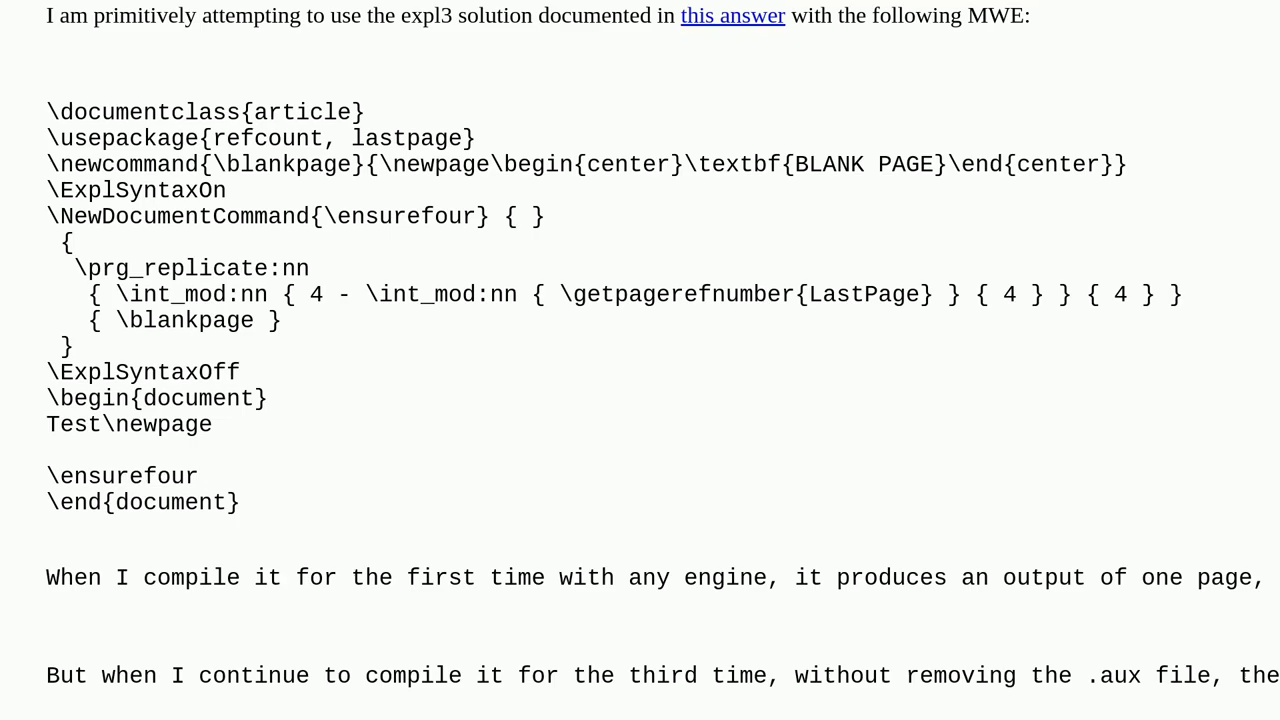 I am primitively attempting to use the expl3 solution documented in this answer with the following MWE:
\documentclass{article}
\usepackage{refcount, lastpage}
\newcommand{\blankpage}{\newpage\begin{center}\textbf{BLANK PAGE}\end{center}}
\ExplSyntaxOn
\NewDocumentCommand{\ensurefour} { }
 {
  \prg_replicate:nn
   { \int_mod:nn { 4 - \int_mod:nn { \getpagerefnumber{LastPage} } { 4 } } { 4 } }
   { \blankpage }
 }
\ExplSyntaxOff
\begin{document}
Test\newpage
\ensurefour
\end{document}
When I compile it for the first time with any engine, it produces an output of one page,
But when I continue to compile it for the third time, without removing the .aux file, the